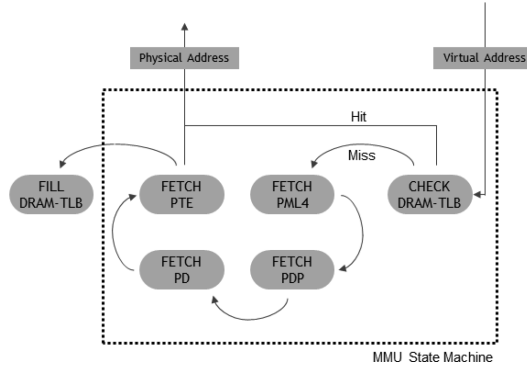 Physical Address
Virtual Address
Hit
Miss
FILL
DRAM-TLB
FETCH
PTE
FETCH
PML4
CHECK
DRAM-TLB
FETCH
PD
FETCH
PDP
MMU State Machine